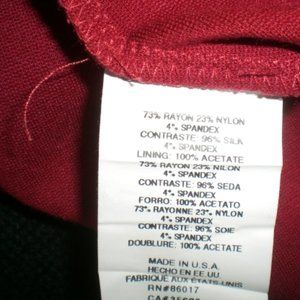 73% RAYON 23% NYLON
4% SPANDEX
CONTRASTE: 96% SILK
4% SPANDEX
LINING: 100% ACETATE
73% RAYON 23% NILON
4% SPANDEX
CONTRASTE: 96% SEDA
4% SPANDEX
FORRO: 100% ACETATO
73% RAYONNE 23% NYLON
4% SPANDEX
CONTRASTE: 96% SOIE
4% SPANDEX
DOUBLURE: 100% ACETATE
MADE IN U.S.A.
HECHO EN EE.UU.
FABRIQUE AUX ETATS-UNIS
RN#86017